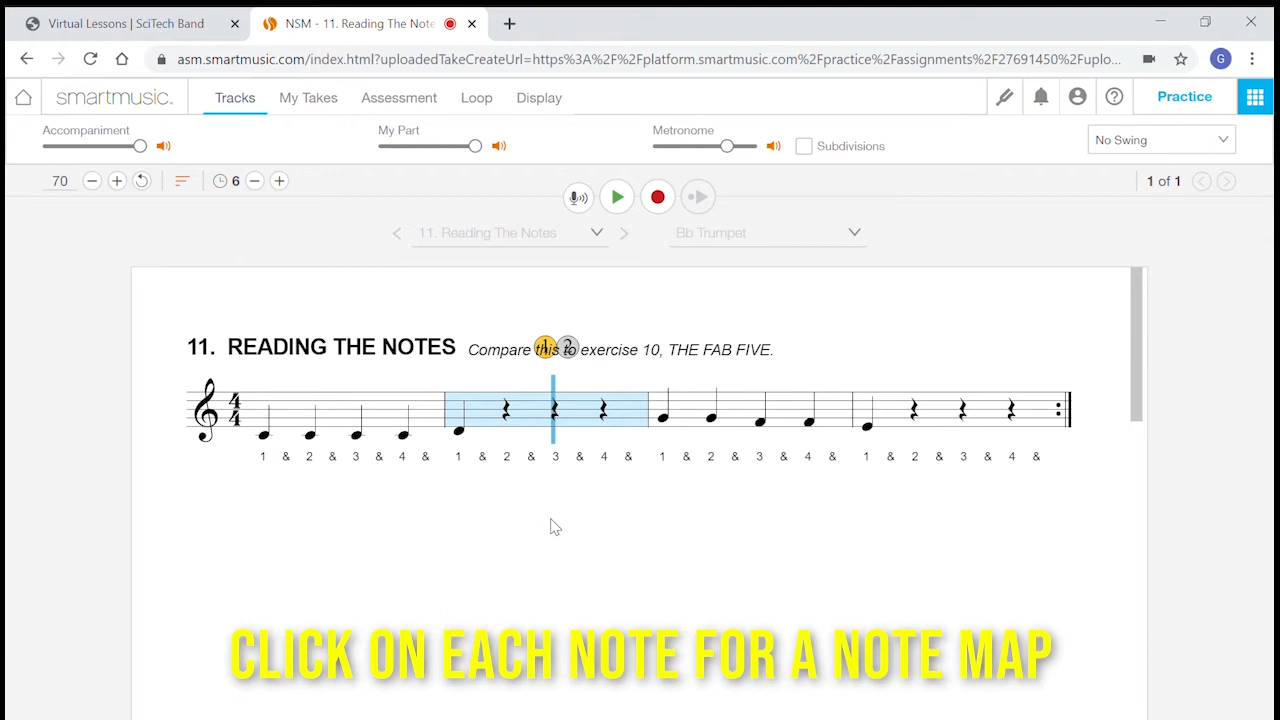 Virtual Lessons | SciTech Band
NSM - 11. Reading The Note
asm.smartmusic.com/index.html?uploadedTakeCreateUrl=https%3A%2F%2Fplatform.smartmusic.com%2Fpractice%2Fassignments%2F27691450%2Fuplo...
G
smartmusic. Tracks My Takes Assessment Loop Display Practice
Accompaniment My Part Metronome Subdivisions No Swing
70 6 1 of 1
11. Reading The Notes Bb Trumpet
11. READING THE NOTES 1 2 Compare this to exercise 10, THE FAB FIVE.
4
4
1 & 2 & 3 & 4 & 1 & 2 & 3 & 4 & 1 & 2 & 3 & 4 & 1 & 2 & 3 & 4 &
CLICK ON EACH NOTE FOR A NOTE MAP